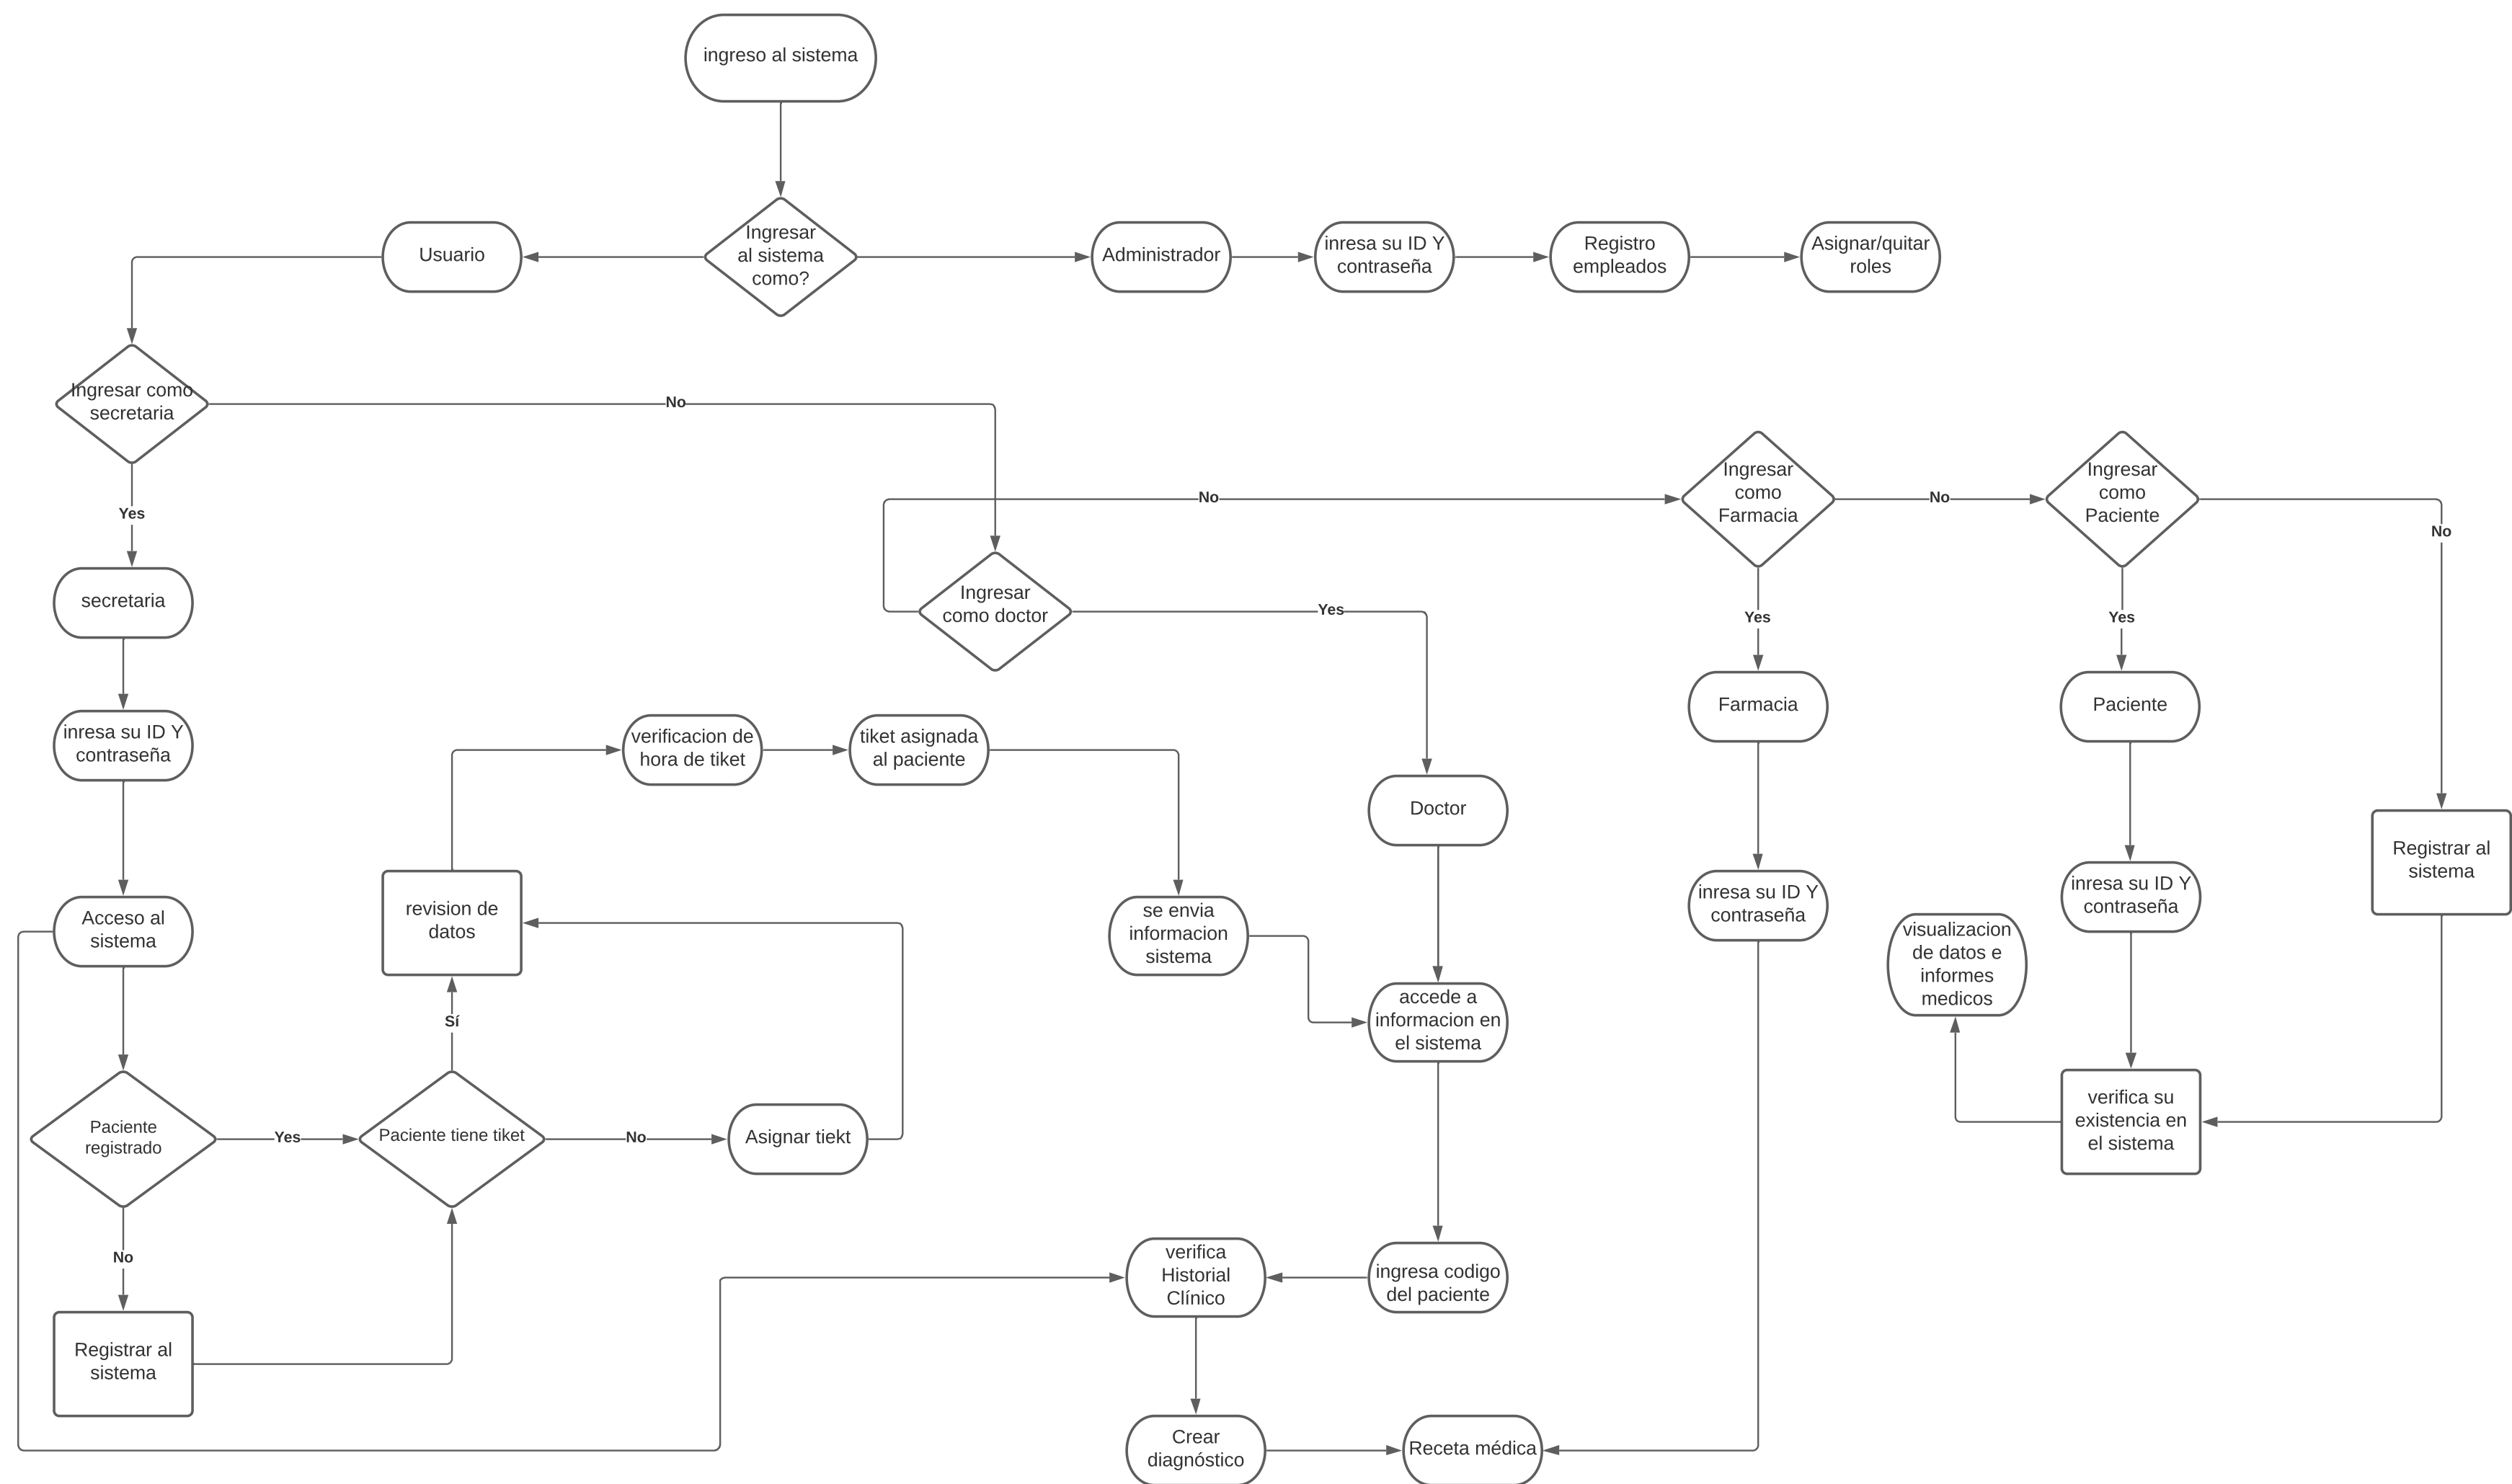 ingreso al sistema
Ingresar
al sistema
como?
Usuario
Administrador
inresa su ID Y
contraseña
Registro
empleados
Asignar/quitar
roles
Ingresar como
secretaria
No
Yes
Ingresar
como
Farmacia
No
Ingresar
como
Paciente
No
No
Ingresar
como doctor
Yes
Yes
Yes
secretaria
Farmacia
Paciente
inresa su ID Y
contraseña
verificacion de
hora de tiket
tiket asignada
al paciente
Doctor
Registrar al
sistema
inresa su ID Y
contraseña
inresa su ID Y
contraseña
Acceso al
sistema
revision de
datos
se envia
informacion
sistema
visualizacion
de datos e
informes
medicos
accede a
informacion en
el sistema
Sí
Paciente
registrado
Yes
Paciente tiene tiket
No
Asignar tiekt
verifica su
existencia en
el sistema
No
verifica
Historial
Clínico
ingresa codigo
del paciente
Registrar al
sistema
Crear
diagnóstico
Receta médica